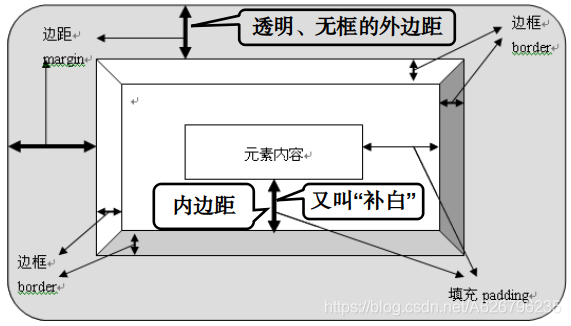 边距
margin
透明、无框的外边距
边框
border
元素内容
内边距
又叫“补白”
边框
border
填充 padding
https://blog.csdn.net/A826796235